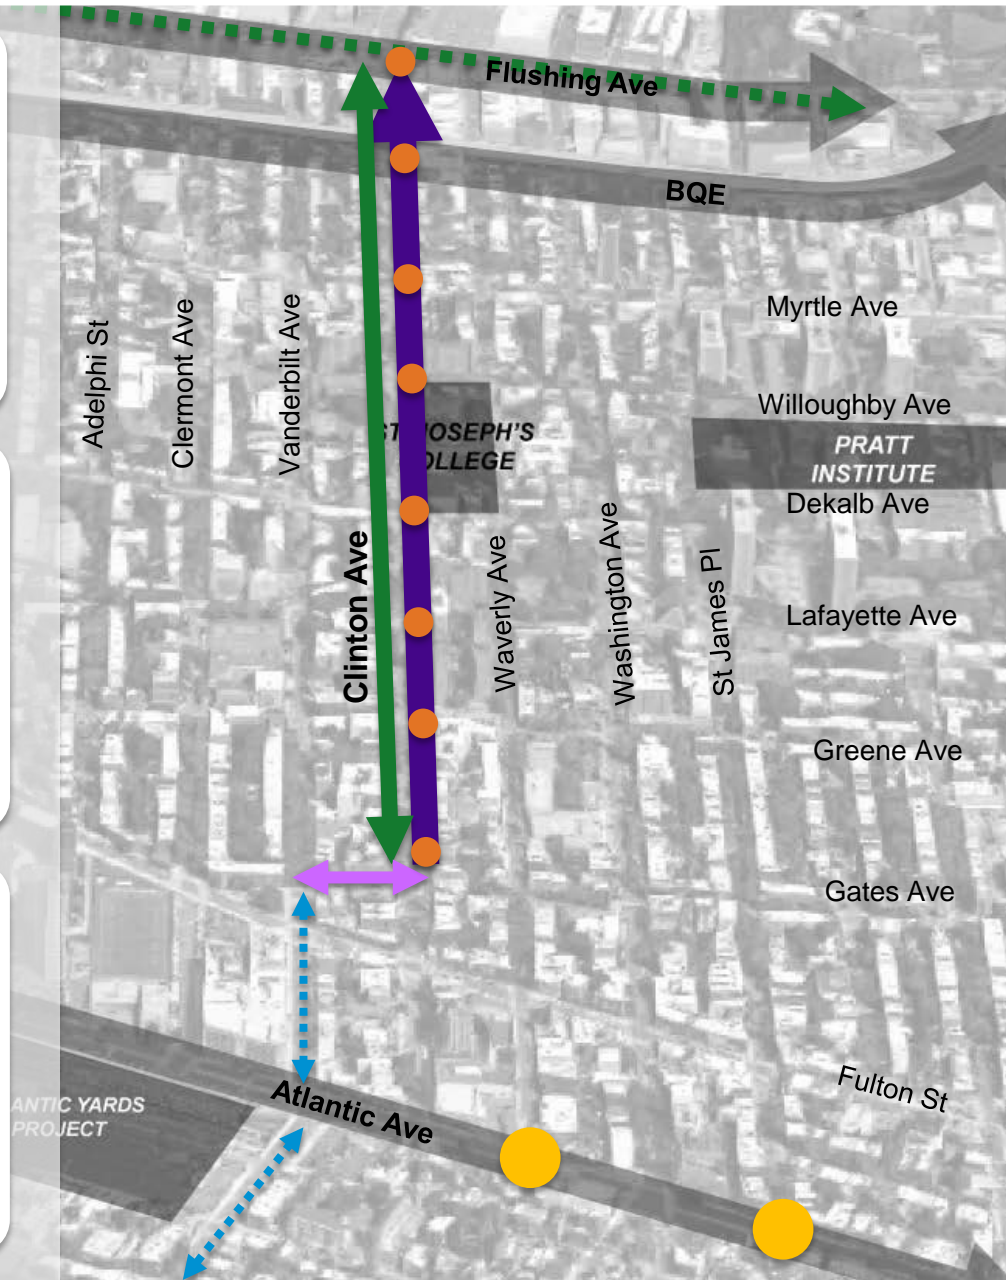 Flushing Ave
BQE
Myrtle Ave
Adelphi St
Clermont Ave
Vanderbilt Ave
Willoughby Ave
OSEPH'S
OLLEGE
PRATT
INSTITUTE
Dekalb Ave
Clinton Ave
Waverly Ave
Washington Ave
St James Pl
Lafayette Ave
Greene Ave
Gates Ave
Fulton St
Atlantic Ave
ANTIC YARDS
PROJECT